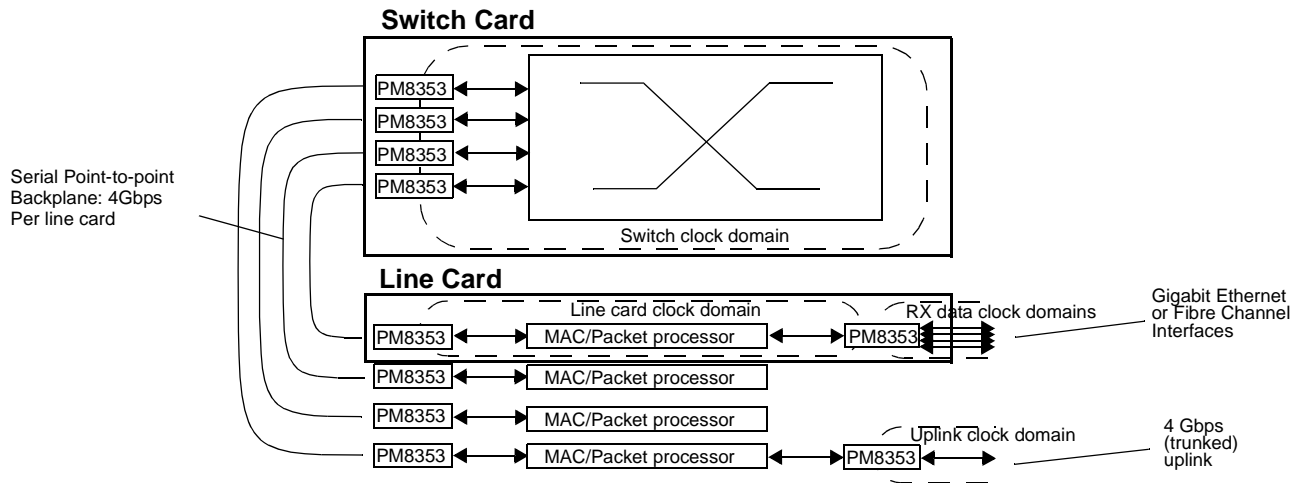 Switch Card
PM8353
PM8353
PM8353
PM8353
Serial Point-to-point
Backplane: 4Gbps
Per line card
Switch clock domain
Line Card
Line card clock domain
RX data clock domains
Gigabit Ethernet
or Fibre Channel
Interfaces
PM8353
MAC/Packet processor
PM8353
PM8353
MAC/Packet processor
PM8353
MAC/Packet processor
Uplink clock domain
4 Gbps
(trunked)
uplink
PM8353
MAC/Packet processor
PM8353